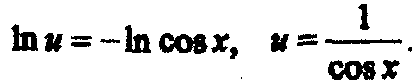 ln u = −ln cos x, u = 1/cos x.